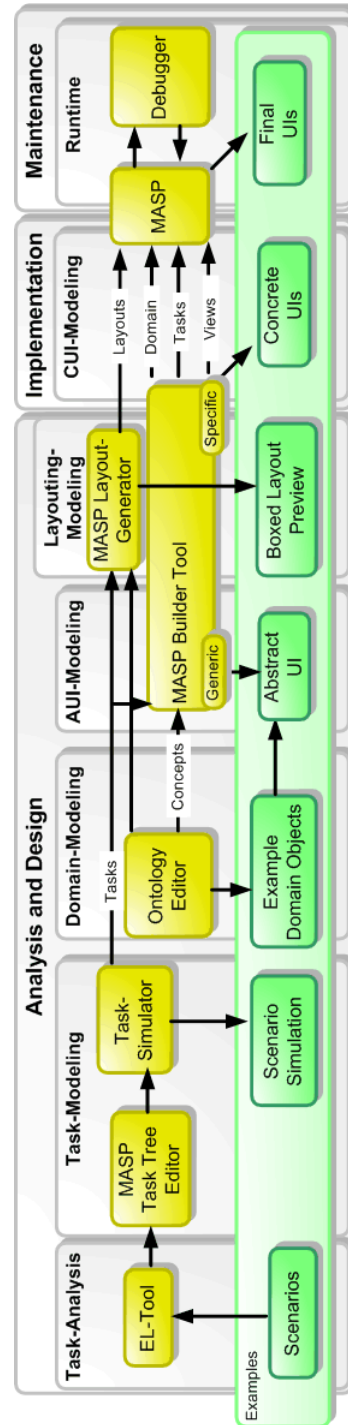 Analysis and Design
Implementation
Maintenance
Task-Analysis
Task-Modeling
Domain-Modeling
AUI-Modeling
Layouting-
Modeling
CUI-Modeling
Runtime
EL-Tool
MASP
Task Tree
Editor
Task-
Simulator
Tasks
Ontology
Editor
Concepts
MASP Layout-
Generator
MASP Builder Tool
Generic
Specific
Layouts
Domain
Tasks
Views
MASP
Debugger
Examples
Scenarios
Scenario
Simulation
Example
Domain Objects
Abstract
UI
Boxed Layout
Preview
Concrete
UIs
Final
UIs